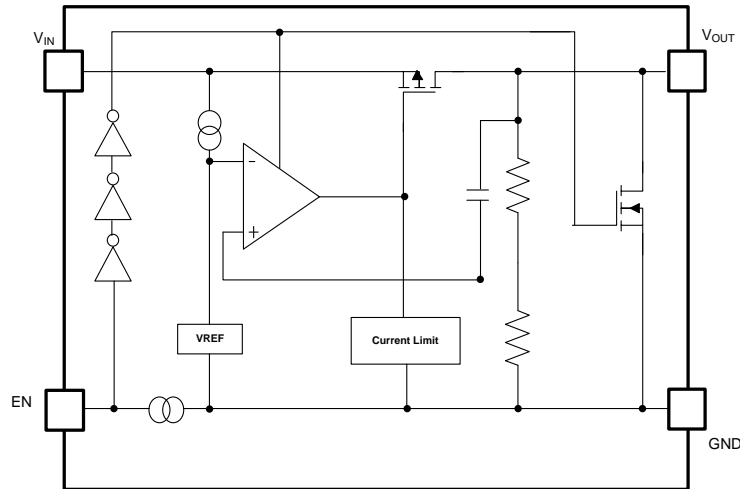 VIN
VOUT
-
+
VREF
Current Limit
EN
GND